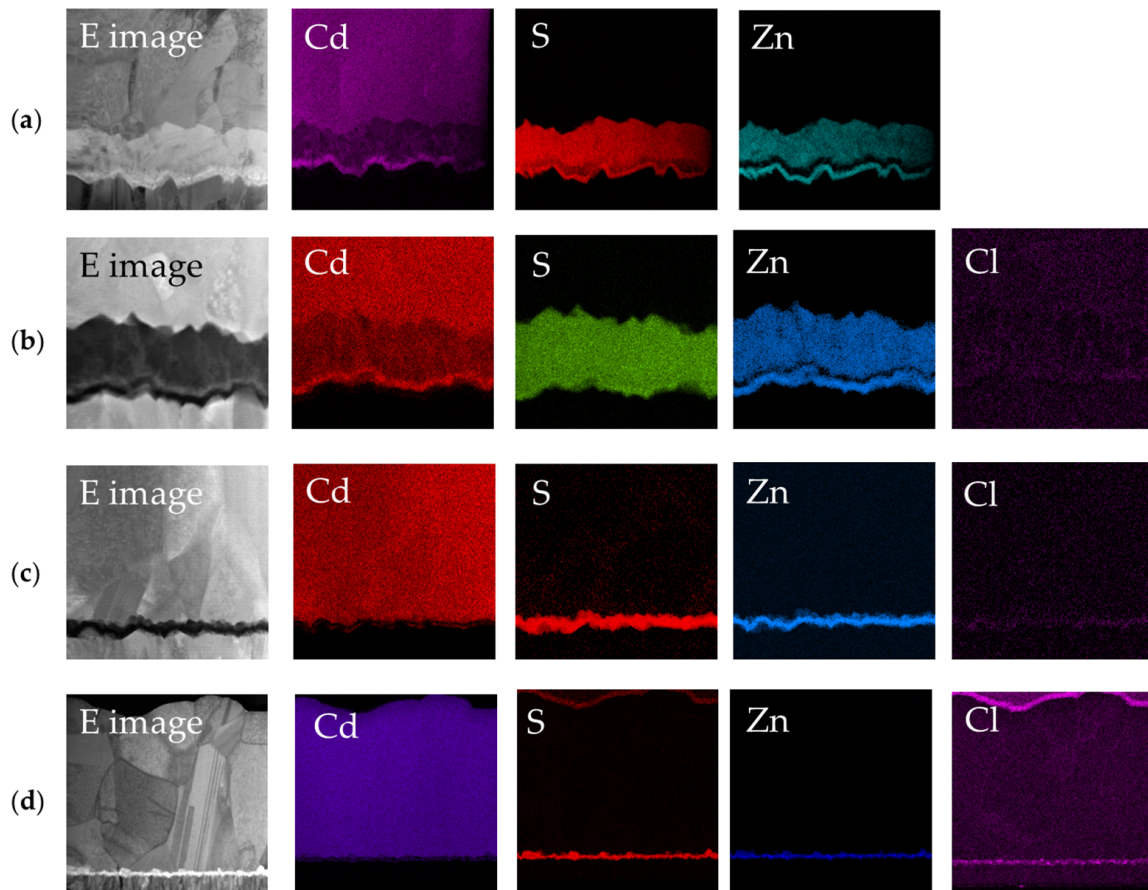 E image Cd S Zn
(a)
E image Cd S Zn Cl
(b)
E image Cd S Zn Cl
(c)
E image Cd S Zn Cl
(d)